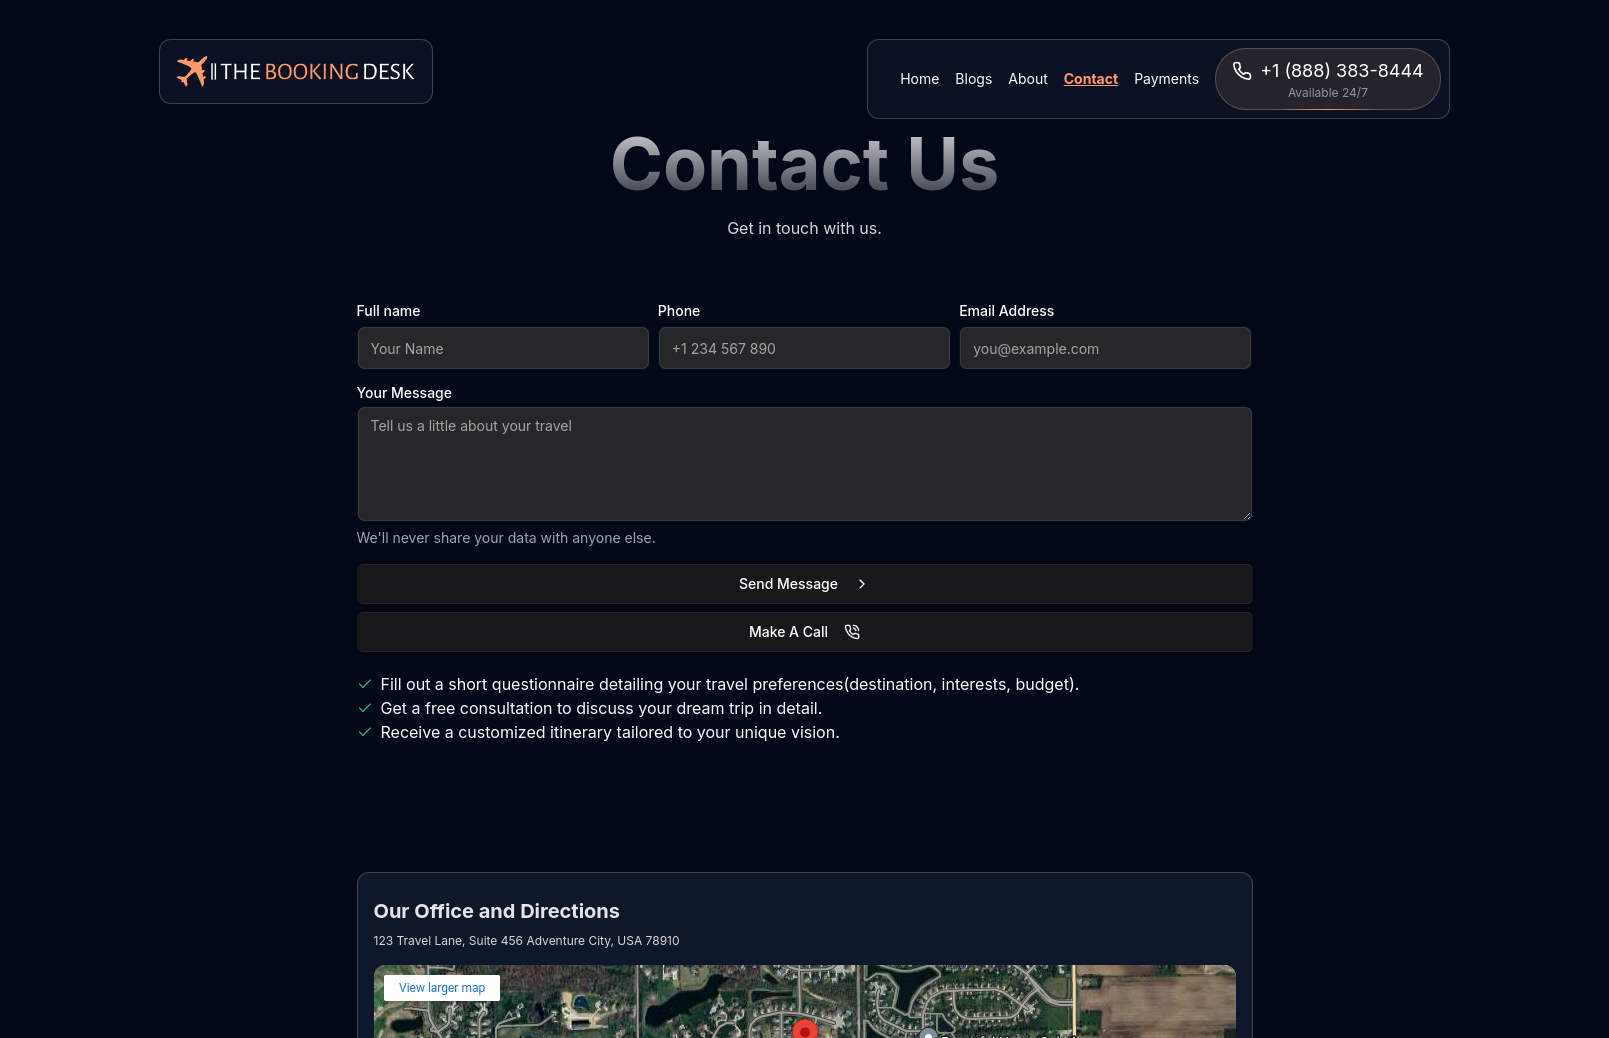 THE BOOKING DESK
Home Blogs About Contact Payments
+1 (888) 383-8444
Available 24/7
Contact Us
Get in touch with us.
Full name Phone Email Address
Your Name +1 234 567 890 you@example.com
Your Message
Tell us a little about your travel
We'll never share your data with anyone else.
Send Message
Make A Call
Fill out a short questionnaire detailing your travel preferences(destination, interests, budget).
Get a free consultation to discuss your dream trip in detail.
Receive a customized itinerary tailored to your unique vision.
Our Office and Directions
123 Travel Lane, Suite 456 Adventure City, USA 78910
View larger map